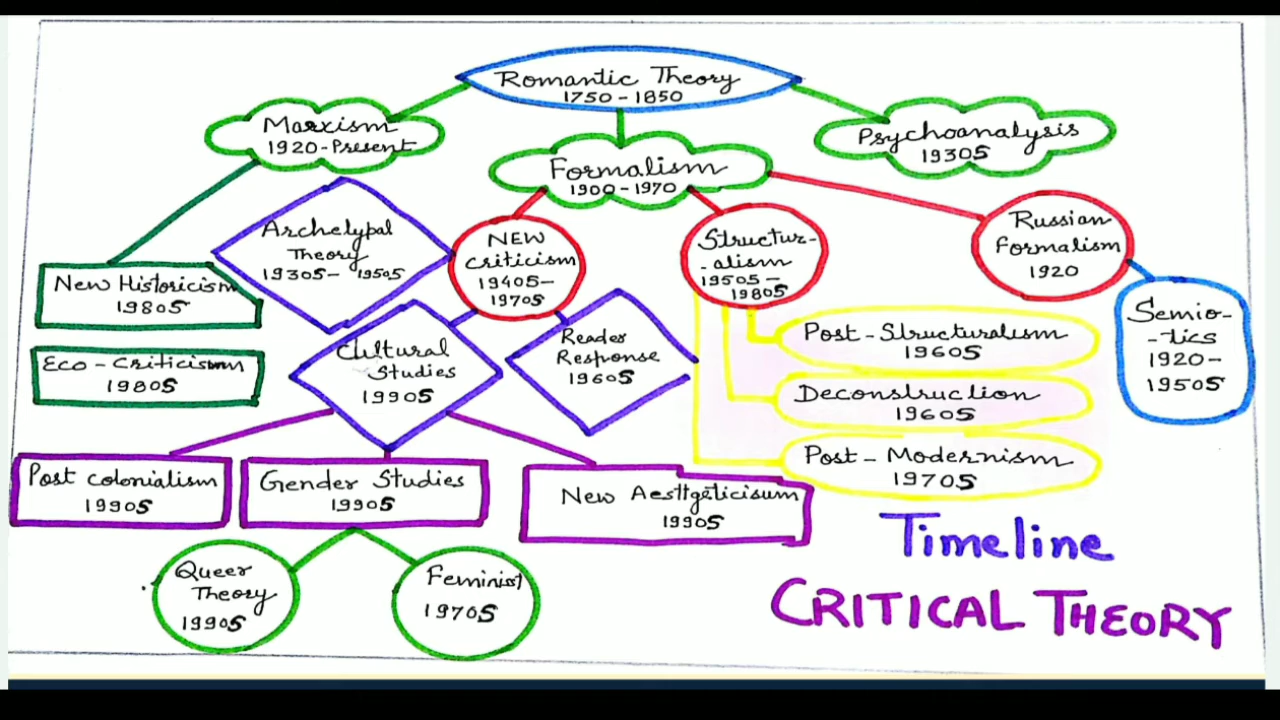 Romantic Theory
1750-1850
Marxism
1920-Present
Formalism
1900-1970
Psychoanalysis
1930s
Archelypal
Theory
1930s- 1950s
NEW
Criticism
1940s-
1970s
Structur-
-alism
1950s-
1980s
Russian
Formalism
1920
New Historicism
1980s
Eco-Criticism
1980s
Cultural
Studies
1990s
Reader
Response
1960s
Post-Structuralism
1960s
Deconstruction
1960s
Post-Modernism
1970s
Semio-
-tics
1920-
1950s
Post colonialism
1990s
Gender Studies
1990s
New Aesttgeticisum
1990s
Queer
Theory
1990s
Feminist
1970s
Timeline
CRITICAL THEORY